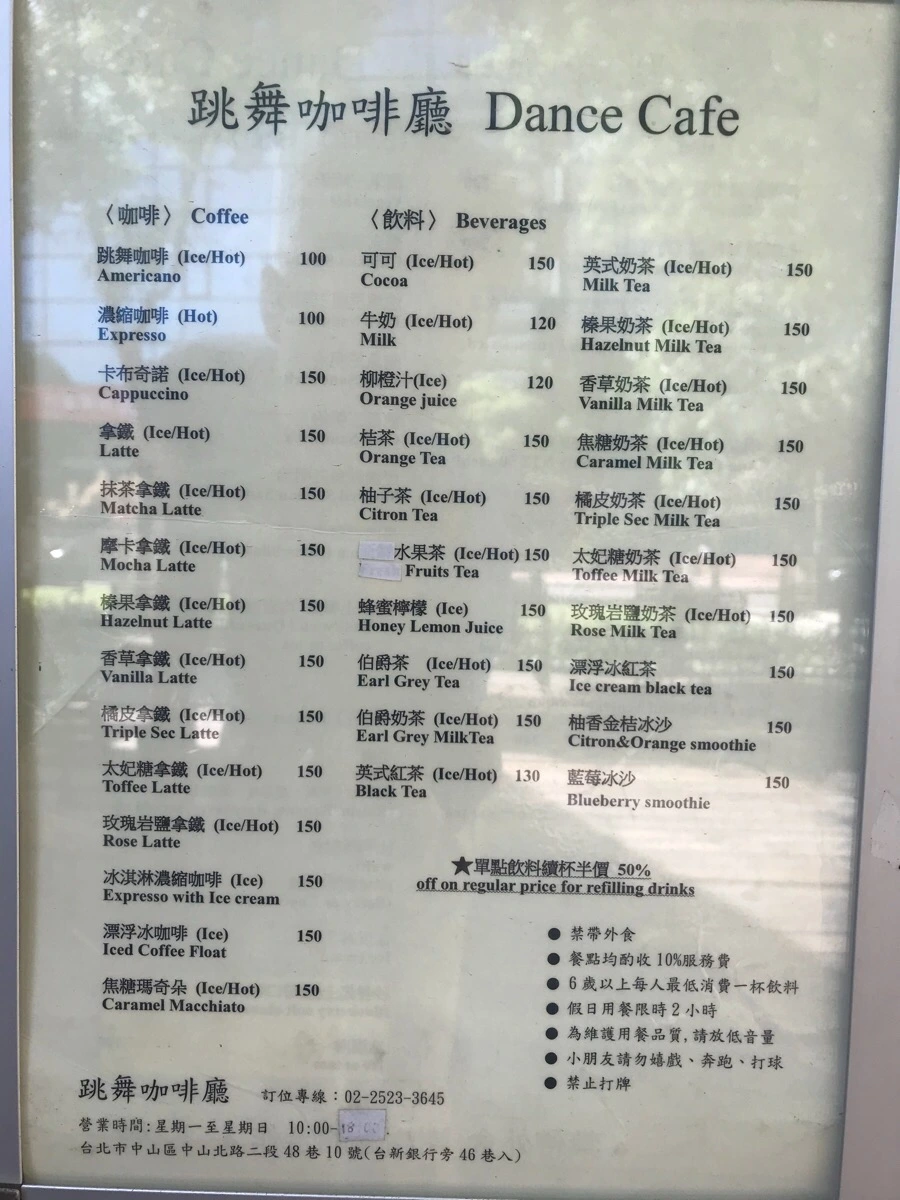 跳舞咖啡廳 Dance Cafe
〈咖啡〉 Coffee
跳舞咖啡 (Ice/Hot) 100
Americano
濃縮咖啡 (Hot) 100
Expresso
卡布奇諾 (Ice/Hot) 150
Cappuccino
拿鐵 (Ice/Hot) 150
Latte
抹茶拿鐵 (Ice/Hot) 150
Matcha Latte
摩卡拿鐵 (Ice/Hot) 150
Mocha Latte
榛果拿鐵 (Ice/Hot) 150
Hazelnut Latte
香草拿鐵 (Ice/Hot) 150
Vanilla Latte
橘皮拿鐵 (Ice/Hot) 150
Triple Sec Latte
太妃糖拿鐵 (Ice/Hot) 150
Toffee Latte
玫瑰岩鹽拿鐵 (Ice/Hot) 150
Rose Latte
冰淇淋濃縮咖啡 (Ice) 150
Expresso with Ice cream
漂浮冰咖啡 (Ice) 150
Iced Coffee Float
焦糖瑪奇朵 (Ice/Hot) 150
Caramel Macchiato
〈飲料〉 Beverages
可可 (Ice/Hot) 150
Cocoa
牛奶 (Ice/Hot) 120
Milk
柳橙汁(Ice) 120
Orange juice
桔茶 (Ice/Hot) 150
Orange Tea
柚子茶 (Ice/Hot) 150
Citron Tea
水果茶 (Ice/Hot) 150
Fruits Tea
蜂蜜檸檬 (Ice) 150
Honey Lemon Juice
伯爵茶 (Ice/Hot) 150
Earl Grey Tea
伯爵奶茶 (Ice/Hot) 150
Earl Grey MilkTea
英式紅茶 (Ice/Hot) 130
Black Tea
英式奶茶 (Ice/Hot) 150
Milk Tea
榛果奶茶 (Ice/Hot) 150
Hazelnut Milk Tea
香草奶茶 (Ice/Hot) 150
Vanilla Milk Tea
焦糖奶茶 (Ice/Hot) 150
Caramel Milk Tea
橘皮奶茶 (Ice/Hot) 150
Triple Sec Milk Tea
太妃糖奶茶 (Ice/Hot) 150
Toffee Milk Tea
玫瑰岩鹽奶茶 (Ice/Hot) 150
Rose Milk Tea
漂浮冰紅茶 150
Ice cream black tea
柚香金桔冰沙 150
Citron&Orange smoothie
藍莓冰沙 150
Blueberry smoothie
★單點飲料續杯半價 50%
off on regular price for refilling drinks
● 禁帶外食
● 餐點均酌收 10%服務費
● 6 歲以上每人最低消費一杯飲料
● 假日用餐限時 2 小時
● 為維護用餐品質,請放低音量
● 小朋友請勿嬉戲、奔跑、打球
● 禁止打牌
跳舞咖啡廳 訂位專線：02-2523-3645
營業時間:星期一至星期日 10:00-
台北市中山區中山北路二段 48 巷 10 號(台新銀行旁 46 巷入)